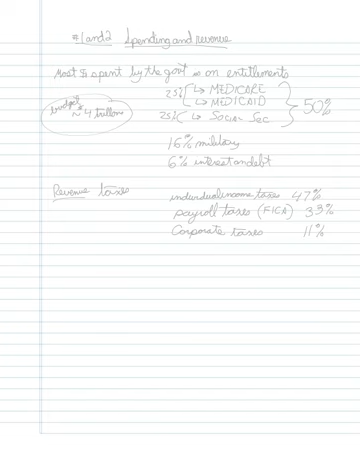 #1 and 2 Spending and revenue
Most $ spent by the govt is on entitlements
25% ↳ MEDICARE
↳ MEDICAID
25% ↳ SOCIAL SEC
50%
budget
~ $4 trillion
16% military
6% interest on debt
Revenue taxes
individual income taxes 47%
payroll taxes (FICA) 33%
Corporate taxes 11%